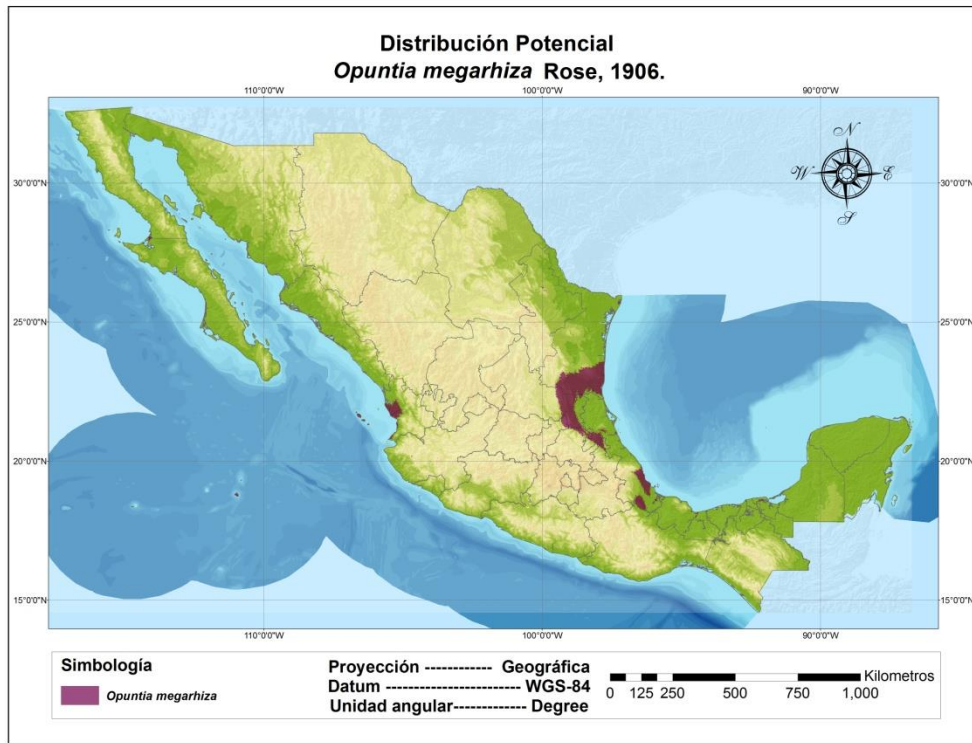 Distribución Potencial
Opuntia megarhiza Rose, 1906.
110°0'0"W 100°0'0"W 90°0'0"W
N
W E
S
30°0'0"N 30°0'0"N
25°0'0"N 25°0'0"N
20°0'0"N 20°0'0"N
15°0'0"N 15°0'0"N
110°0'0"W 100°0'0"W 90°0'0"W
Simbología
Opuntia megarhiza
Proyección ------------ Geográfica
Datum ------------------- WGS-84
Unidad angular------------- Degree
Kilometros
0 125 250 500 750 1,000